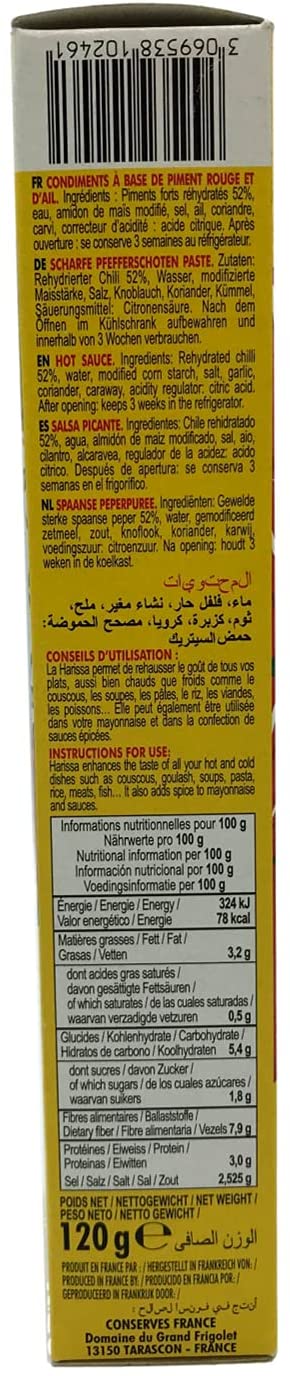 3 069538 102461
FR CONDIMENTS À BASE DE PIMENT ROUGE ET
D'AIL. Ingrédients : Piments forts réhydratés 52%,
eau, amidon de maïs modifié, sel, ail, coriandre,
carvi, correcteur d'acidité : acide citrique. Après
ouverture : se conserve 3 semaines au réfrigérateur.
DE SCHARFE PFEFFERSCHOTEN PASTE. Zutaten:
Rehydrierter Chili 52%, Wasser, modifizierte
Maisstärke, Salz, Knoblauch, Koriander, Kümmel,
Säuerungsmittel: Citronensäure. Nach dem
Öffnen im Kühlschrank aufbewahren und
innerhalb von 3 Wochen verbrauchen.
EN HOT SAUCE. Ingredients: Rehydrated chilli
52%, water, modified corn starch, salt, garlic,
coriander, caraway, acidity regulator: citric acid.
After opening: keeps 3 weeks in the refrigerator.
ES SALSA PICANTE. Ingredientes: Chile rehidratado
52%, agua, almidón de maíz modificado, sal, ajo,
cilantro, alcaravea, regulador de la acidez: acido
citrico. Después de apertura: se conserva 3
semanas en el frigorifico.
NL SPAANSE PEPERPUREE. Ingrediënten: Gewelde
sterke spaanse peper 52%, water, gemodificeerd
zetmeel, zout, knoflook, koriander, karwij,
voedingszuur: citroenzuur. Na opening: houdt 3
weken in de koelkast.
المحتويات
ماء، فلفل حار، نشاء مغير، ملح،
ثوم، كزبرة، كرويا، مصحح الحموضة:
حمض السيتريك
CONSEILS D'UTILISATION :
La Harissa permet de rehausser le goût de tous vos
plats, aussi bien chauds que froids comme le
couscous, les soupes, les pâtes, le riz, les viandes,
les poissons... Elle peut également être utilisée
dans votre mayonnaise et dans la confection de
sauces épicées.
INSTRUCTIONS FOR USE:
Harissa enhances the taste of all your hot and cold
dishes such as couscous, goulash, soups, pasta,
rice, meats, fish... It also adds spice to mayonnaise
and sauces.
Informations nutritionnelles pour 100 g
Nährwerte pro 100 g
Nutritional information per 100 g
Información nutricional por 100 g
Voedingsinformatie per 100 g
Énergie / Energie / Energy / 324 kJ
Valor energético / Energie 78 kcal
Matières grasses / Fett / Fat /
Grasas / Vetten 3,2 g
dont acides gras saturés /
davon gesättigte Fettsäuren /
of which saturates / de las cuales saturadas /
waarvan verzadigde vetzuren 0,5 g
Glucides / Kohlenhydrate / Carbohydrate /
Hidratos de carbono / Koolhydraten 5,4 g
dont sucres / davon Zucker /
of which sugars / de los cuales azúcares /
waarvan suikers 1,8 g
Fibres alimentaires / Ballaststoffe /
Dietary fiber / Fibre alimentaria / Vezels 7,9 g
Protéines / Eiweiss / Protein /
Proteinas / Eiwitten 3,0 g
Sel / Salz / Salt / Sal / Zout 2,525 g
POIDS NET / NETTOGEWICHT / NET WEIGHT /
PESO NETO / NETTO GEWICHT /
120 g e الوزن الصافي
PRODUIT EN FRANCE PAR : / HERGESTELLT IN FRANKREICH VON: /
PRODUCED IN FRANCE BY: / PRODUCIDO EN FRANCIA POR: /
GEPRODUCEERD IN FRANKRIJK DOOR: /
أنتج في فرنسا لصالح:
CONSERVES FRANCE
Domaine du Grand Frigolet
13150 TARASCON - FRANCE